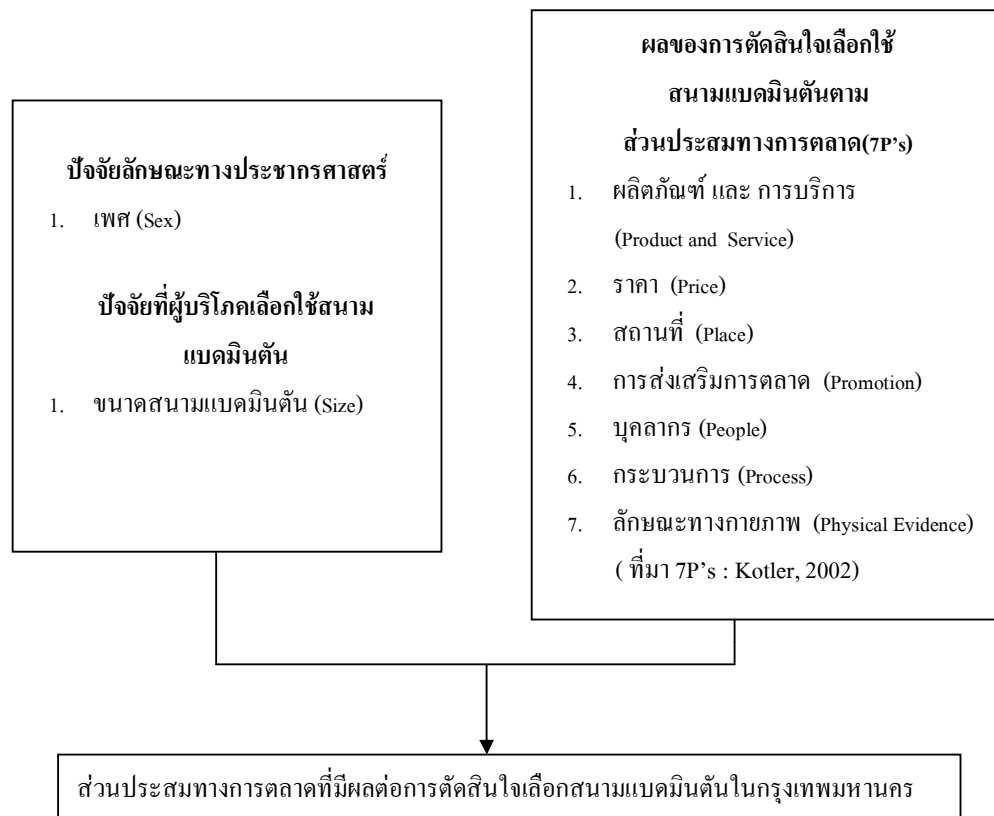 ปัจจัยลักษณะทางประชากรศาสตร์
1. เพศ (Sex)
ปัจจัยที่ผู้บริโภคเลือกใช้สนาม
แบดมินตัน
1. ขนาดสนามแบดมินตัน (Size)
ผลของการตัดสินใจเลือกใช้
สนามแบดมินตันตาม
ส่วนประสมทางการตลาด(7P’s)
1. ผลิตภัณฑ์ และ การบริการ
(Product and Service)
2. ราคา (Price)
3. สถานที่ (Place)
4. การส่งเสริมการตลาด (Promotion)
5. บุคลากร (People)
6. กระบวนการ (Process)
7. ลักษณะทางกายภาพ (Physical Evidence)
( ที่มา 7P’s : Kotler, 2002)
ส่วนประสมทางการตลาดที่มีผลต่อการตัดสินใจเลือกสนามแบดมินตันในกรุงเทพมหานคร